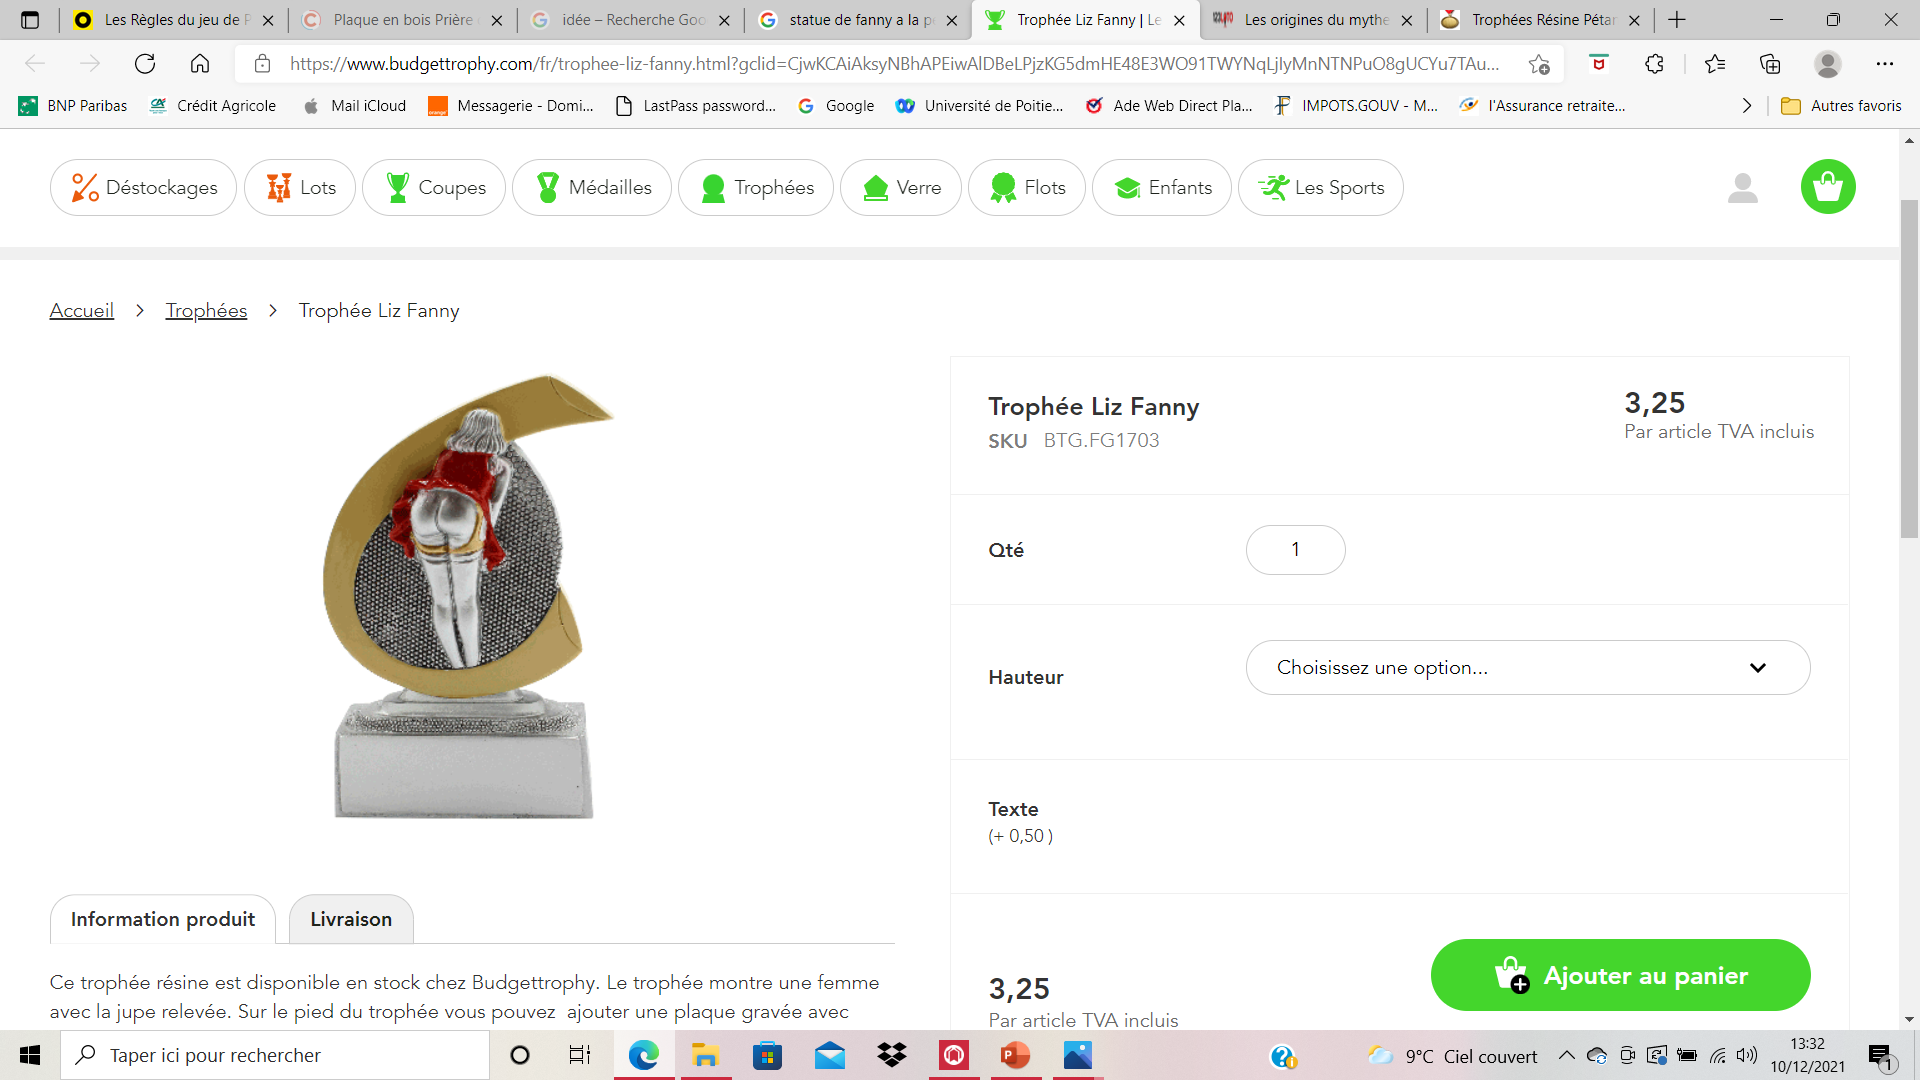 Les Règles du jeu de P
Plaque en bois Prière
idée – Recherche Goo
statue de fanny a la p
Trophée Liz Fanny | Le
Les origines du mythe
Trophées Résine Pétan
https://www.budgettrophy.com/fr/trophee-liz-fanny.html?gclid=CjwKCAiAksyNBhAPEiwAlDBeLPjzKG5dmHE48E3WO91TWYNqLjlyMnNTNPuO8gUCYu7TAu...
BNP Paribas
Crédit Agricole
Mail iCloud
Messagerie - Domi...
LastPass password...
Google
Université de Poitie...
Ade Web Direct Pla...
IMPOTS.GOUV - M...
l'Assurance retraite...
Autres favoris
Déstockages
Lots
Coupes
Médailles
Trophées
Verre
Flots
Enfants
Les Sports
Accueil > Trophées > Trophée Liz Fanny
Trophée Liz Fanny
3,25
SKU BTG.FG1703
Par article TVA incluis
Qté
1
Hauteur
Choisissez une option...
Texte
(+ 0,50 )
Information produit
Livraison
Ce trophée résine est disponible en stock chez Budgettrophy. Le trophée montre une femme
avec la jupe relevée. Sur le pied du trophée vous pouvez ajouter une plaque gravée avec
3,25
Par article TVA incluis
Ajouter au panier
Taper ici pour rechercher
9°C Ciel couvert
13:32
10/12/2021
1